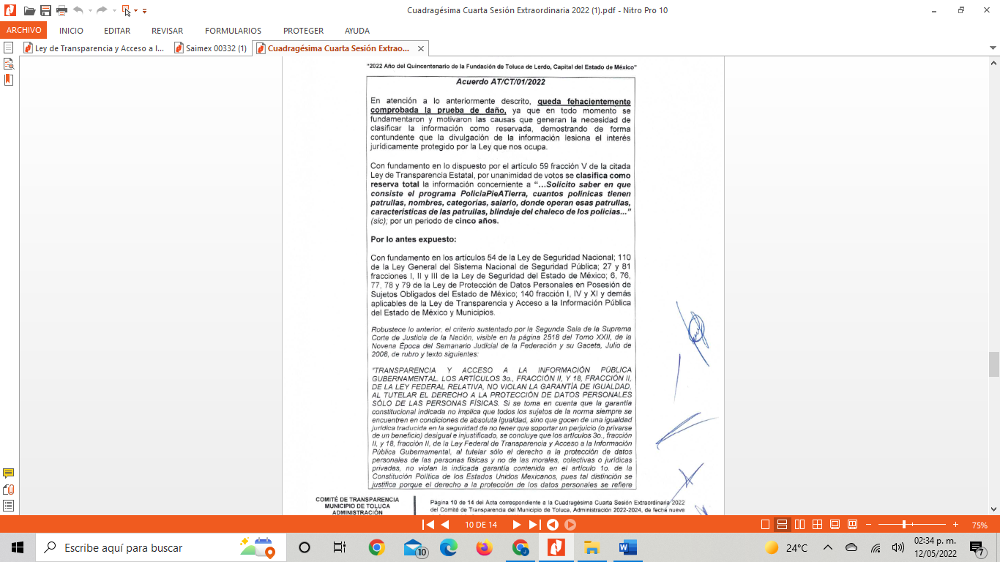 Cuadragésima Cuarta Sesión Extraordinaria 2022 (1).pdf - Nitro Pro 10
ARCHIVO INICIO EDITAR REVISAR FORMULARIOS PROTEGER AYUDA
Ley de Transparencia y Acceso a l... Saimex 00332 (1) Cuadragésima Cuarta Sesión Extrao...
"2022 Año del Quincentenario de la Fundación de Toluca de Lerdo, Capital del Estado de México"
Acuerdo AT/CT/01/2022
En atención a lo anteriormente descrito, queda fehacientemente
comprobada la prueba de daño, ya que en todo momento se
fundamentaron y motivaron las causas que generan la necesidad de
clasificar la información como reservada, demostrando de forma
contundente que la divulgación de la información lesiona el interés
jurídicamente protegido por la Ley que nos ocupa.
Con fundamento en lo dispuesto por el artículo 59 fracción V de la citada
Ley de Transparencia Estatal, por unanimidad de votos se clasifica como
reserva total la información concerniente a "…Solicito saber en que
consiste el programa PoliciaPieATierra, cuantos polinicas tienen
patrullas, nombres, categorías, salario, donde operan esas patrullas,
características de las patrullas, blindaje del chaleco de los policias..."
(sic); por un periodo de cinco años.
Por lo antes expuesto:
Con fundamento en los artículos 54 de la Ley de Seguridad Nacional; 110
de la Ley General del Sistema Nacional de Seguridad Pública; 27 y 81
fracciones I, II y III de la Ley de Seguridad del Estado de México; 6, 76,
77, 78 y 79 de la Ley de Protección de Datos Personales en Posesión de
Sujetos Obligados del Estado de México; 140 fracción I, IV y XI y demás
aplicables de la Ley de Transparencia y Acceso a la Información Pública
del Estado de México y Municipios.
Robustece lo anterior, el criterio sustentado por la Segunda Sala de la Suprema
Corte de Justicia de la Nación, visible en la página 2518 del Tomo XXII, de la
Novena Época del Semanario Judicial de la Federación y su Gaceta, Julio de
2008, de rubro y texto siguientes:
"TRANSPARENCIA Y ACCESO A LA INFORMACIÓN PÚBLICA
GUBERNAMENTAL. LOS ARTÍCULOS 3o., FRACCIÓN II, Y 18, FRACCIÓN II,
DE LA LEY FEDERAL RELATIVA, NO VIOLAN LA GARANTÍA DE IGUALDAD,
AL TUTELAR EL DERECHO A LA PROTECCIÓN DE DATOS PERSONALES
SÓLO DE LAS PERSONAS FÍSICAS. Si se toma en cuenta que la garantía
constitucional indicada no implica que todos los sujetos de la norma siempre se
encuentren en condiciones de absoluta igualdad, sino que gocen de una igualdad
jurídica traducida en la seguridad de no tener que soportar un perjuicio (o privarse
de un beneficio) desigual e injustificado, se concluye que los artículos 3o., fracción
II, y 18, fracción II, de la Ley Federal de Transparencia y Acceso a la Información
Pública Gubernamental, al tutelar sólo el derecho a la protección de datos
personales de las personas físicas y no de las morales, colectivas o jurídicas
privadas, no violan la indicada garantía contenida en el artículo 1o. de la
Constitución Política de los Estados Unidos Mexicanos, pues tal distinción se
justifica porque el derecho a la protección de los datos personales se refiere
COMITÉ DE TRANSPARENCIA
MUNICIPIO DE TOLUCA
ADMINISTRACIÓN
Página 10 de 14 del Acta correspondiente a la Cuadragésima Cuarta Sesión Extraordinaria 2022
del Comité de Transparencia del Municipio de Toluca, Administración 2022-2024, de fecha nueve
10 DE 14
75%
Escribe aquí para buscar
10
24°C
02:34 p. m.
12/05/2022
7